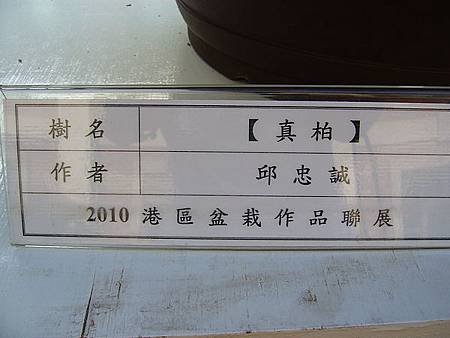 樹名 【真柏】
作者 邱忠誠
2010 港區盆栽作品聯展